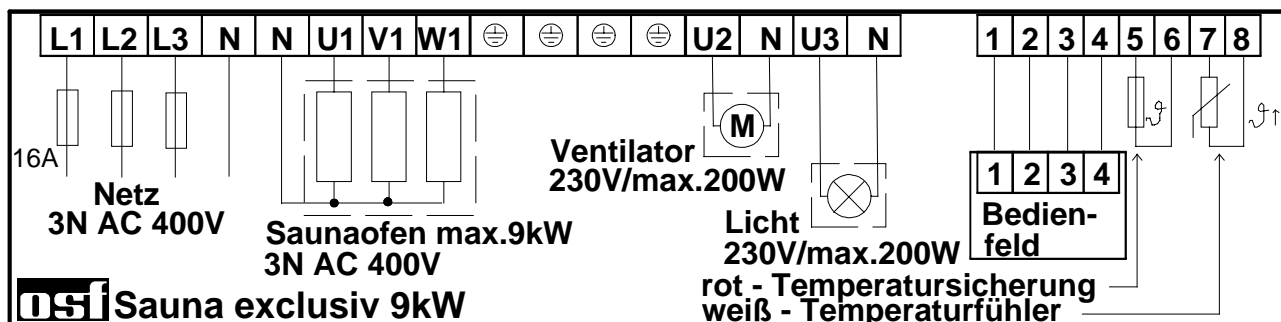 L1 L2 L3 N N U1 V1 W1 U2 N U3 N 1 2 3 4 5 6 7 8
16A
Netz
3N AC 400V
Saunaofen max.9kW
3N AC 400V
M
Ventilator
230V/max.200W
Licht
230V/max.200W
1 2 3 4
Bedien-
feld
ϑ
ϑ↑
rot - Temperatursicherung
weiß - Temperaturfühler
osf Sauna exclusiv 9kW